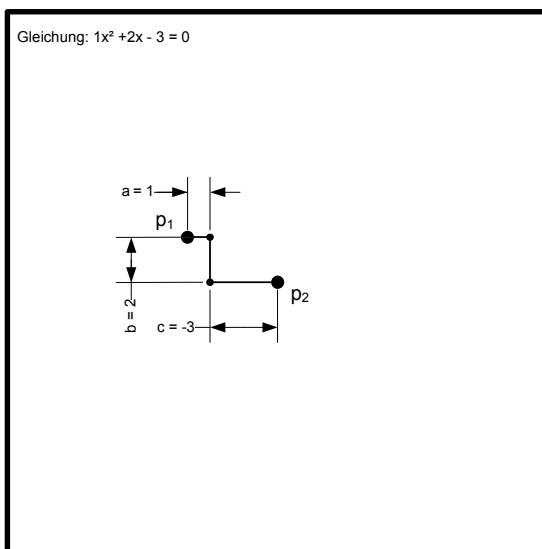 Gleichung: 1x² +2x - 3 = 0
a = 1
p₁
p₂
b = 2
c = -3